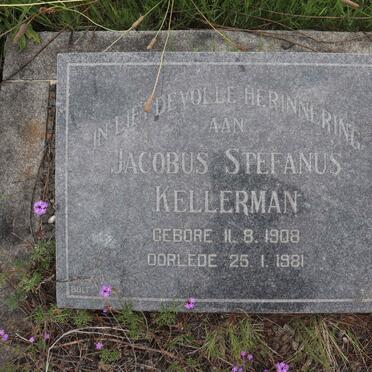 IN LIEFDEVOLLE HERINNERING
AAN
JACOBUS STEFANUS
KELLERMAN
GEBORE 11. 8. 1908
OORLEDE 25. 1. 1981